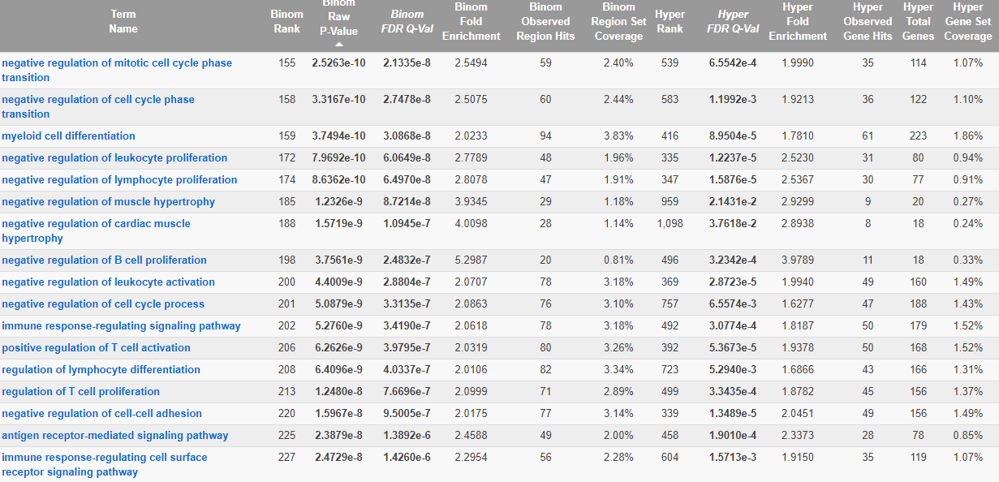 Term Name Binom Rank Binom Raw P-Value Binom FDR Q-Val Binom Fold Enrichment Binom Observed Region Hits Binom Region Set Coverage Hyper Rank Hyper FDR Q-Val Hyper Fold Enrichment Hyper Observed Gene Hits Hyper Total Genes Hyper Gene Set Coverage
negative regulation of mitotic cell cycle phase transition 155 2.5263e-10 2.1335e-8 2.5494 59 2.40% 539 6.5542e-4 1.9990 35 114 1.07%
negative regulation of cell cycle phase transition 158 3.3167e-10 2.7478e-8 2.5075 60 2.44% 583 1.1992e-3 1.9213 36 122 1.10%
myeloid cell differentiation 159 3.7494e-10 3.0868e-8 2.0233 94 3.83% 416 8.9504e-5 1.7810 61 223 1.86%
negative regulation of leukocyte proliferation 172 7.9692e-10 6.0649e-8 2.7789 48 1.96% 335 1.2237e-5 2.5230 31 80 0.94%
negative regulation of lymphocyte proliferation 174 8.6362e-10 6.4970e-8 2.8078 47 1.91% 347 1.5876e-5 2.5367 30 77 0.91%
negative regulation of muscle hypertrophy 185 1.2326e-9 8.7214e-8 3.9345 29 1.18% 959 2.1431e-2 2.9299 9 20 0.27%
negative regulation of cardiac muscle hypertrophy 188 1.5719e-9 1.0945e-7 4.0098 28 1.14% 1,098 3.7618e-2 2.8938 8 18 0.24%
negative regulation of B cell proliferation 198 3.7561e-9 2.4832e-7 5.2987 20 0.81% 496 3.2342e-4 3.9789 11 18 0.33%
negative regulation of leukocyte activation 200 4.4009e-9 2.8804e-7 2.0707 78 3.18% 369 2.8723e-5 1.9940 49 160 1.49%
negative regulation of cell cycle process 201 5.0879e-9 3.3135e-7 2.0863 76 3.10% 757 6.5574e-3 1.6277 47 188 1.43%
immune response-regulating signaling pathway 202 5.2760e-9 3.4190e-7 2.0618 78 3.18% 492 3.0774e-4 1.8187 50 179 1.52%
positive regulation of T cell activation 206 6.2626e-9 3.9795e-7 2.0319 80 3.26% 392 5.3673e-5 1.9378 50 168 1.52%
regulation of lymphocyte differentiation 208 6.4096e-9 4.0337e-7 2.0106 82 3.34% 723 5.2940e-3 1.6866 43 166 1.31%
regulation of T cell proliferation 213 1.2480e-8 7.6696e-7 2.0999 71 2.89% 499 3.3435e-4 1.8782 45 156 1.37%
negative regulation of cell-cell adhesion 220 1.5967e-8 9.5005e-7 2.0175 77 3.14% 339 1.3489e-5 2.0451 49 156 1.49%
antigen receptor-mediated signaling pathway 225 2.3879e-8 1.3892e-6 2.4588 49 2.00% 458 1.9010e-4 2.3373 28 78 0.85%
immune response-regulating cell surface receptor signaling pathway 227 2.4729e-8 1.4260e-6 2.2954 56 2.28% 604 1.5713e-3 1.9150 35 119 1.07%